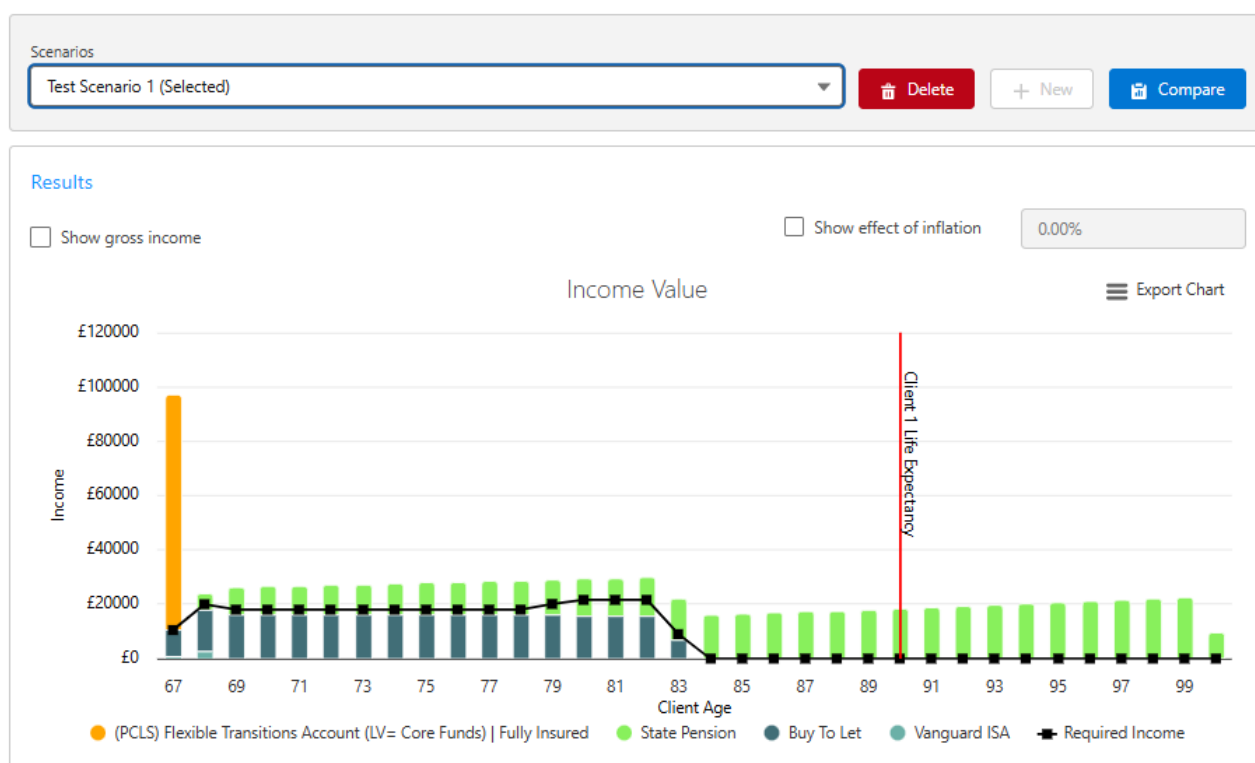 Scenarios
Test Scenario 1 (Selected)
Delete
+ New
Compare
Results
Show gross income
Show effect of inflation
0.00%
Income Value
Export Chart
£120000
£100000
£80000
£60000
£40000
£20000
£0
Income
Client 1 Life Expectancy
67 69 71 73 75 77 79 81 83 85 87 89 91 93 95 97 99
Client Age
(PCLS) Flexible Transitions Account (LV= Core Funds) | Fully Insured State Pension Buy To Let Vanguard ISA Required Income